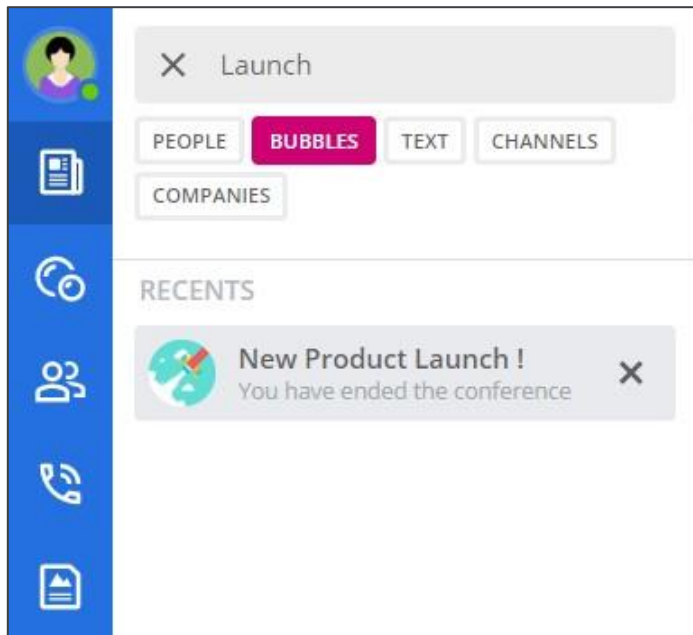 Launch
PEOPLE BUBBLES TEXT CHANNELS
COMPANIES
RECENTS
New Product Launch !
You have ended the conference